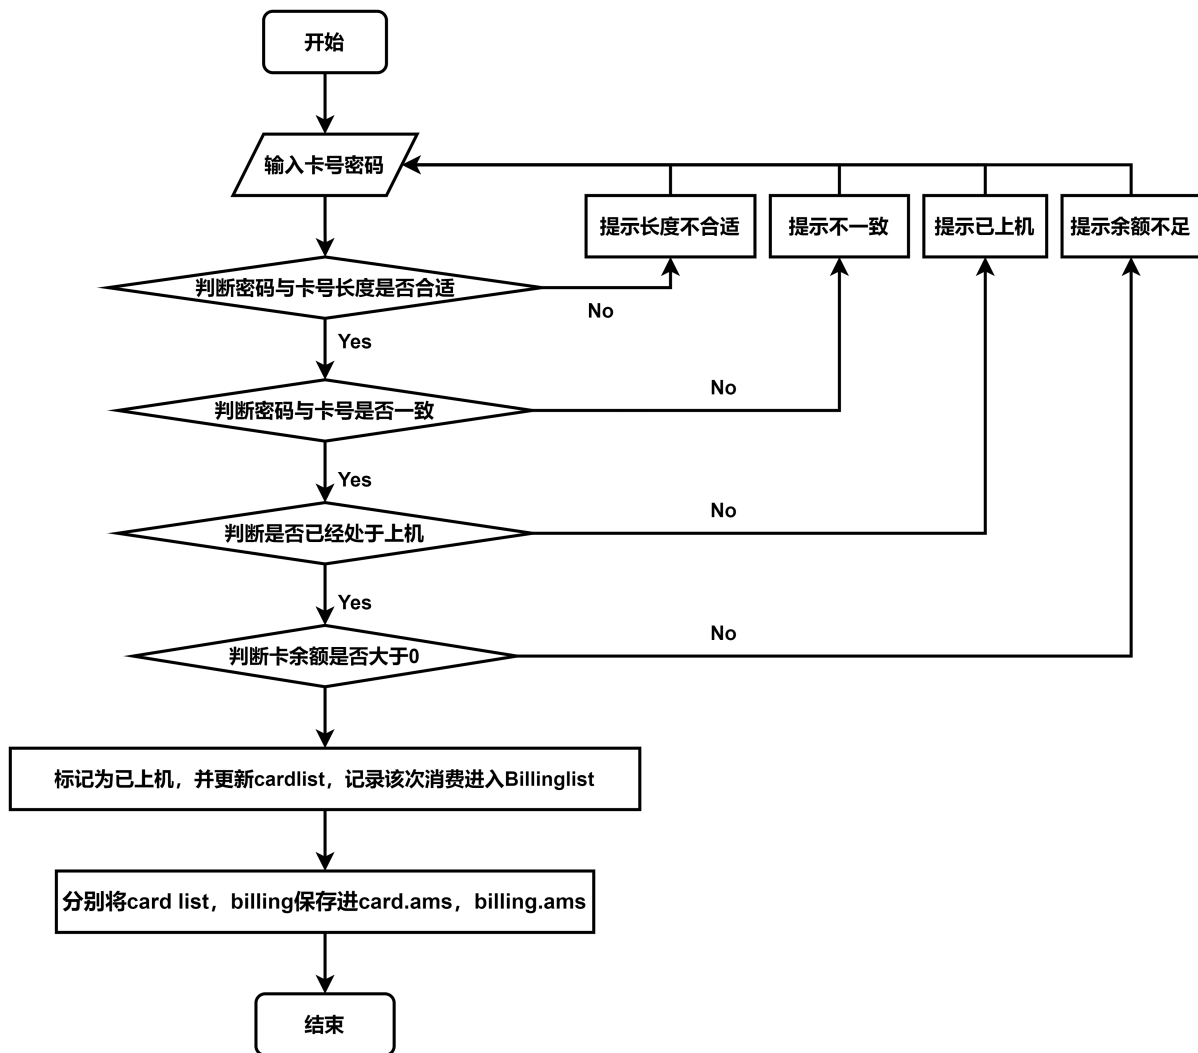 开始
输入卡号密码
提示长度不合适
提示不一致
提示已上机
提示余额不足
判断密码与卡号长度是否合适
No
Yes
判断密码与卡号是否一致
No
Yes
判断是否已经处于上机
No
Yes
判断卡余额是否大于0
No
标记为已上机，并更新cardlist，记录该次消费进入Billinglist
分别将card list，billing保存进card.ams，billing.ams
结束